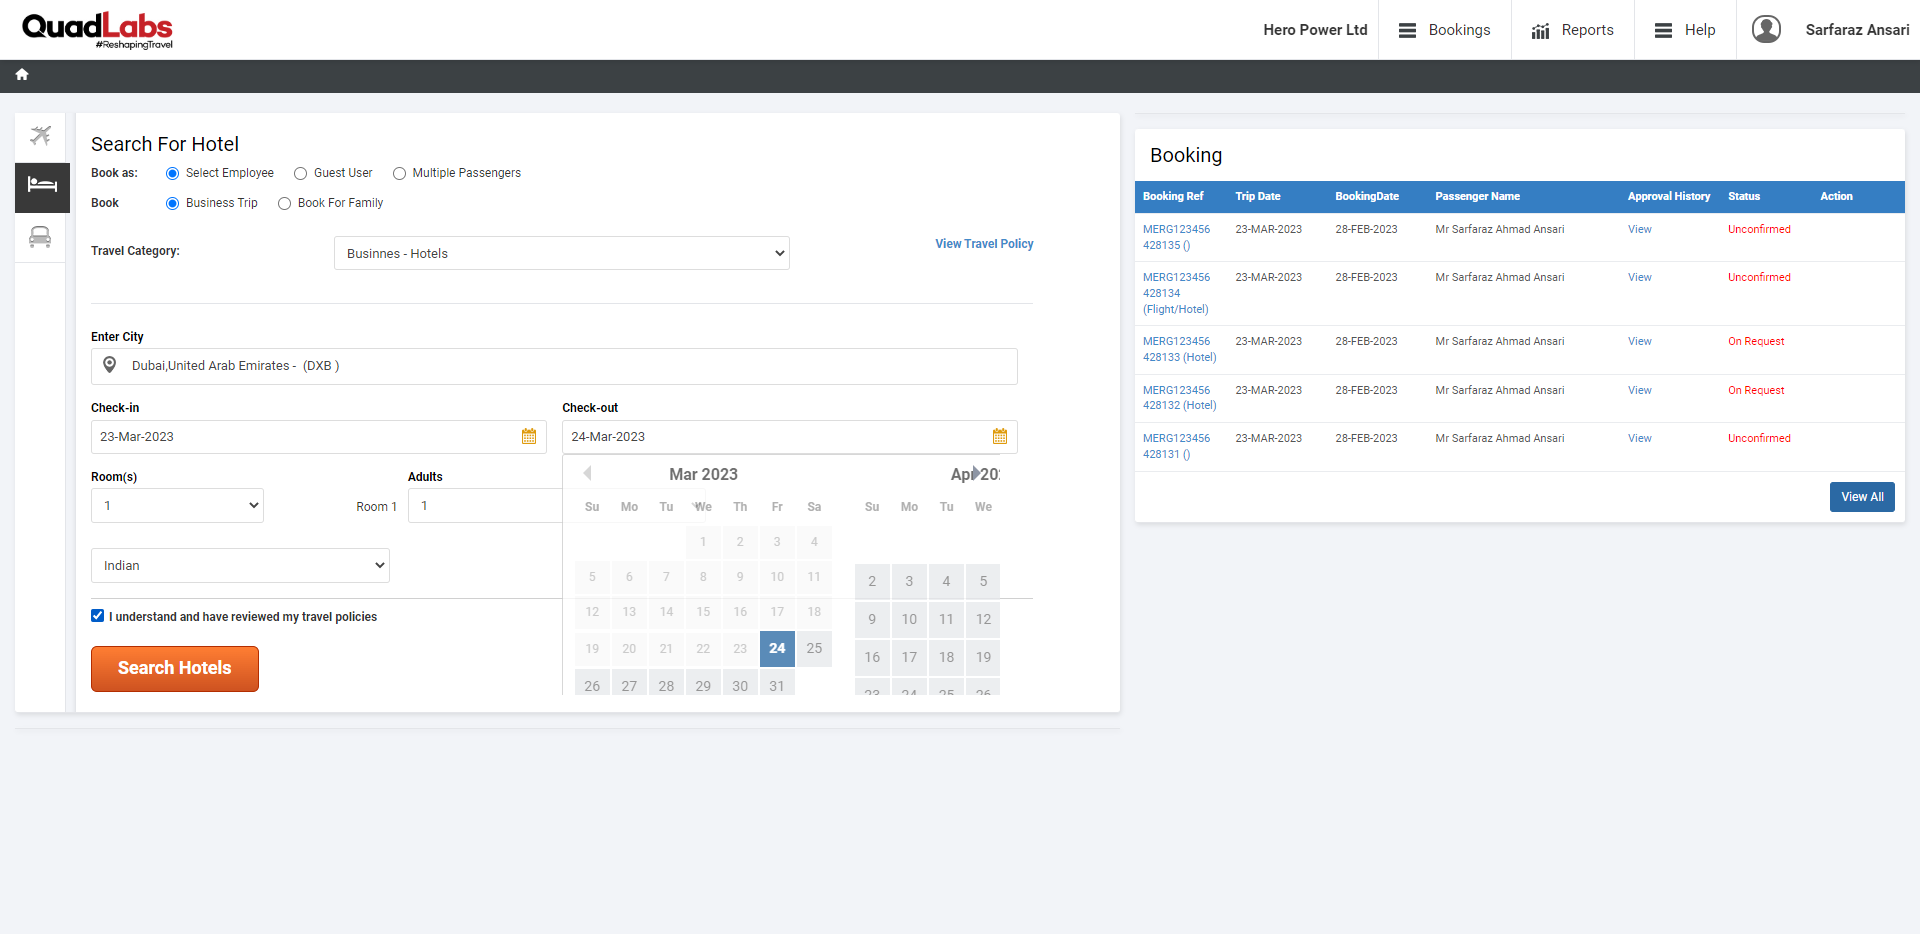 QuadLabs
#ReshapingTravel
Hero Power Ltd
Bookings
Reports
Help
Sarfaraz Ansari
Search For Hotel
Book as: Select Employee Guest User Multiple Passengers
Book Business Trip Book For Family
Travel Category: Businnes - Hotels View Travel Policy
Enter City
Dubai,United Arab Emirates - (DXB )
Check-in Check-out
23-Mar-2023 24-Mar-2023
Room(s) Adults
1 Room 1 1
Indian
I understand and have reviewed my travel policies
Search Hotels
Mar 2023
Su Mo Tu We Th Fr Sa
1 2 3 4
5 6 7 8 9 10 11
12 13 14 15 16 17 18
19 20 21 22 23 24 25
26 27 28 29 30 31
Apr 20
Su Mo Tu We
2 3 4 5
9 10 11 12
16 17 18 19
23 24 25 26
Booking
Booking Ref Trip Date BookingDate Passenger Name Approval History Status Action
MERG123456 23-MAR-2023 28-FEB-2023 Mr Sarfaraz Ahmad Ansari View Unconfirmed
428135 ()
MERG123456 23-MAR-2023 28-FEB-2023 Mr Sarfaraz Ahmad Ansari View Unconfirmed
428134
(Flight/Hotel)
MERG123456 23-MAR-2023 28-FEB-2023 Mr Sarfaraz Ahmad Ansari View On Request
428133 (Hotel)
MERG123456 23-MAR-2023 28-FEB-2023 Mr Sarfaraz Ahmad Ansari View On Request
428132 (Hotel)
MERG123456 23-MAR-2023 28-FEB-2023 Mr Sarfaraz Ahmad Ansari View Unconfirmed
428131 ()
View All